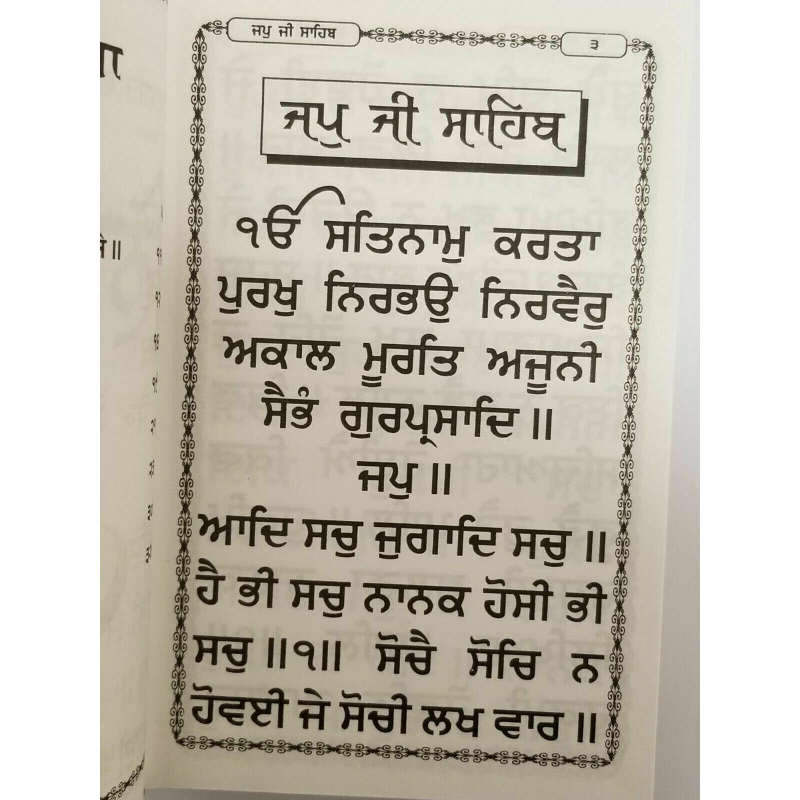 ਜਪੁ ਜੀ ਸਾਹਿਬ
੩
ਜਪੁ ਜੀ ਸਾਹਿਬ
ੴ ਸਤਿਨਾਮੁ ਕਰਤਾ
ਪੁਰਖੁ ਨਿਰਭਉ ਨਿਰਵੈਰੁ
ਅਕਾਲ ਮੂਰਤਿ ਅਜੂਨੀ
ਸੈਭੰ ਗੁਰਪ੍ਰਸਾਦਿ ॥
ਜਪੁ ॥
ਆਦਿ ਸਚੁ ਜੁਗਾਦਿ ਸਚੁ ॥
ਹੈ ਭੀ ਸਚੁ ਨਾਨਕ ਹੋਸੀ ਭੀ
ਸਚੁ ॥੧॥ ਸੋਚੈ ਸੋਚਿ ਨ
ਹੋਵਈ ਜੇ ਸੋਚੀ ਲਖ ਵਾਰ ॥